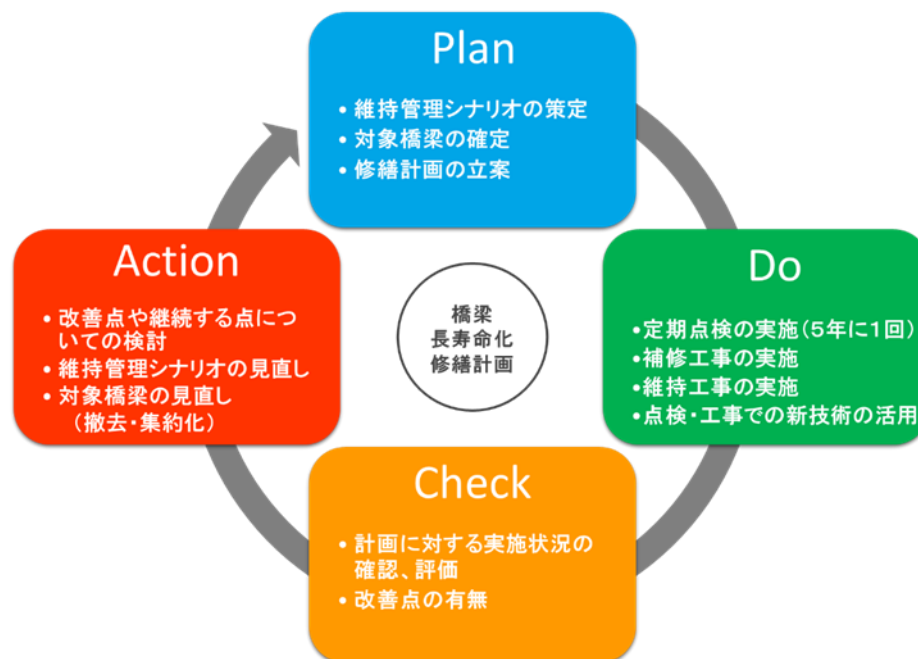 Plan
• 維持管理シナリオの策定
• 対象橋梁の確定
• 修繕計画の立案
Action
• 改善点や継続する点につ
いての検討
• 維持管理シナリオの見直し
• 対象橋梁の見直し
（撤去・集約化）
橋梁
長寿命化
修繕計画
Do
•定期点検の実施（５年に１回）
•補修工事の実施
•維持工事の実施
•点検・工事での新技術の活用
Check
• 計画に対する実施状況の
確認、評価
• 改善点の有無